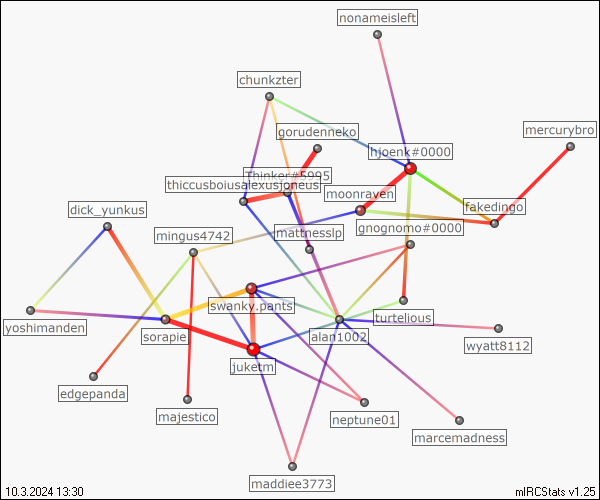 nonameisleft
chunkzter
gorudenneko
mercurybro
hjoenk#0000
Thinker#5995
thiccusboiusalexusjoneus
moonraven
dick_yunkus
fakedingo
gnognomo#0000
mingus4742
mattnesslp
swanky.pants
turtelious
yoshimanden
sorapie
alan1002
wyatt8112
juketm
edgepanda
majestico
neptune01
marcemadness
maddiee3773
10.3.2024 13:30
mIRCStats v1.25